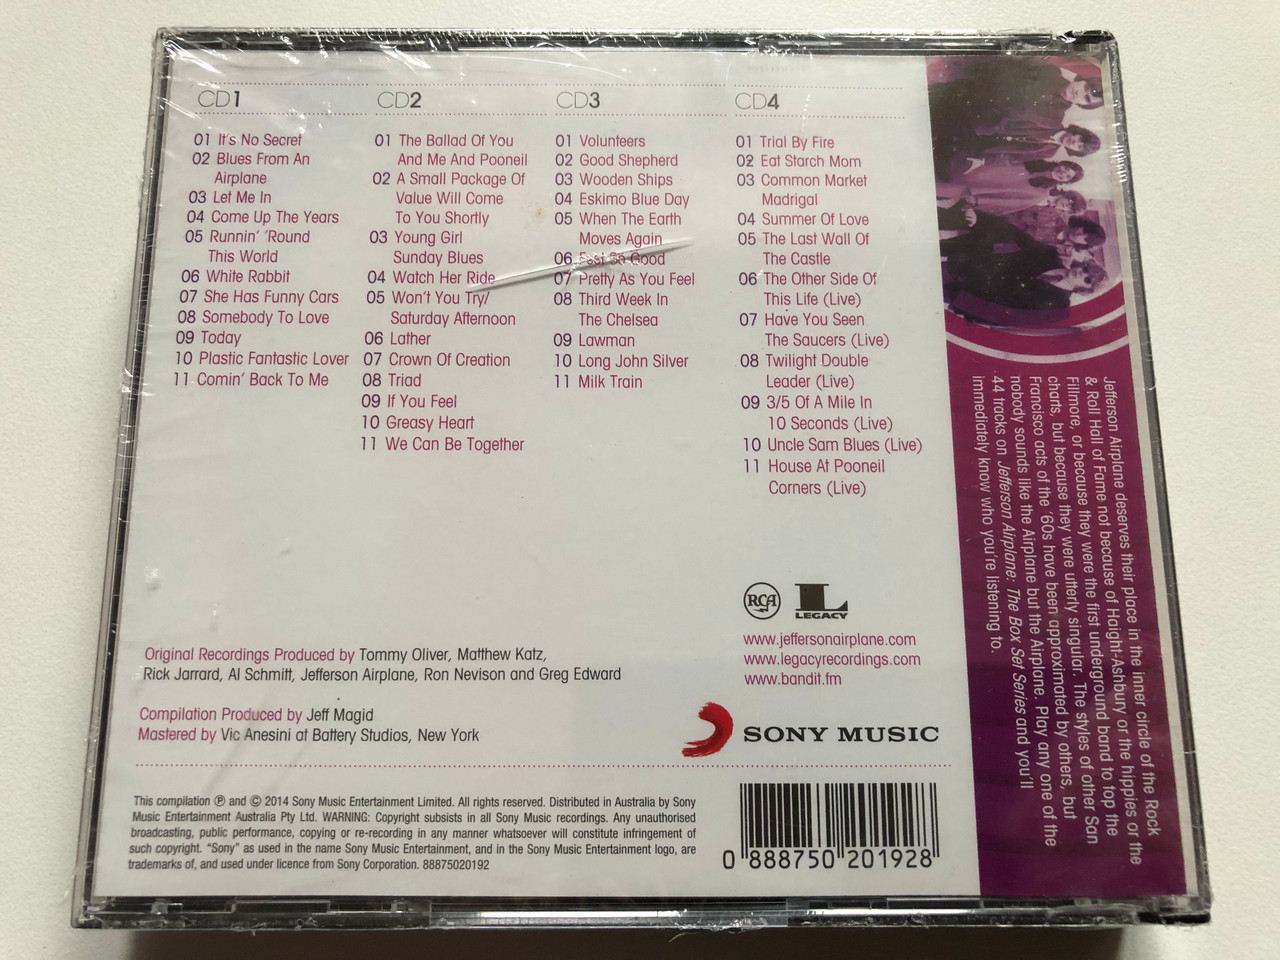 CD1
01 It's No Secret
02 Blues From An
Airplane
03 Let Me In
04 Come Up The Years
05 Runnin' 'Round
This World
06 White Rabbit
07 She Has Funny Cars
08 Somebody To Love
09 Today
10 Plastic Fantastic Lover
11 Comin' Back To Me
CD2
01 The Ballad Of You
And Me And Pooneil
02 A Small Package Of
Value Will Come
To You Shortly
03 Young Girl
Sunday Blues
04 Watch Her Ride
05 Won't You Try/
Saturday Afternoon
06 Lather
07 Crown Of Creation
08 Triad
09 If You Feel
10 Greasy Heart
11 We Can Be Together
CD3
01 Volunteers
02 Good Shepherd
03 Wooden Ships
04 Eskimo Blue Day
05 When The Earth
Moves Again
06 Feel So Good
07 Pretty As You Feel
08 Third Week In
The Chelsea
09 Lawman
10 Long John Silver
11 Milk Train
CD4
01 Trial By Fire
02 Eat Starch Mom
03 Common Market
Madrigal
04 Summer Of Love
05 The Last Wall Of
The Castle
06 The Other Side Of
This Life (Live)
07 Have You Seen
The Saucers (Live)
08 Twilight Double
Leader (Live)
09 3/5 Of A Mile In
10 Seconds (Live)
10 Uncle Sam Blues (Live)
11 House At Pooneil
Corners (Live)
Jefferson Airplane deserves their place in the inner circle of the Rock
& Roll Hall of Fame not because of Haight-Ashbury or the hippies or the
Fillmore, or because they were the first underground band to top the
charts, but because they were utterly singular. The styles of other San
Francisco acts of the '60s have been approximated by others, but
nobody sounds like the Airplane but the Airplane. Play any one of the
44 tracks on Jefferson Airplane: The Box Set Series and you'll
immediately know who you're listening to.
RCA
L
LEGACY
www.jeffersonairplane.com
www.legacyrecordings.com
www.bandit.fm
Original Recordings Produced by Tommy Oliver, Matthew Katz,
Rick Jarrard, Al Schmitt, Jefferson Airplane, Ron Nevison and Greg Edward
Compilation Produced by Jeff Magid
Mastered by Vic Anesini at Battery Studios, New York
SONY MUSIC
This compilation ℗ and © 2014 Sony Music Entertainment Limited. All rights reserved. Distributed in Australia by Sony
Music Entertainment Australia Pty Ltd. WARNING: Copyright subsists in all Sony Music recordings. Any unauthorised
broadcasting, public performance, copying or re-recording in any manner whatsoever will constitute infringement of
such copyright. "Sony" as used in the name Sony Music Entertainment, and in the Sony Music Entertainment logo, are
trademarks of, and used under licence from Sony Corporation. 88875020192
0 888750 201928